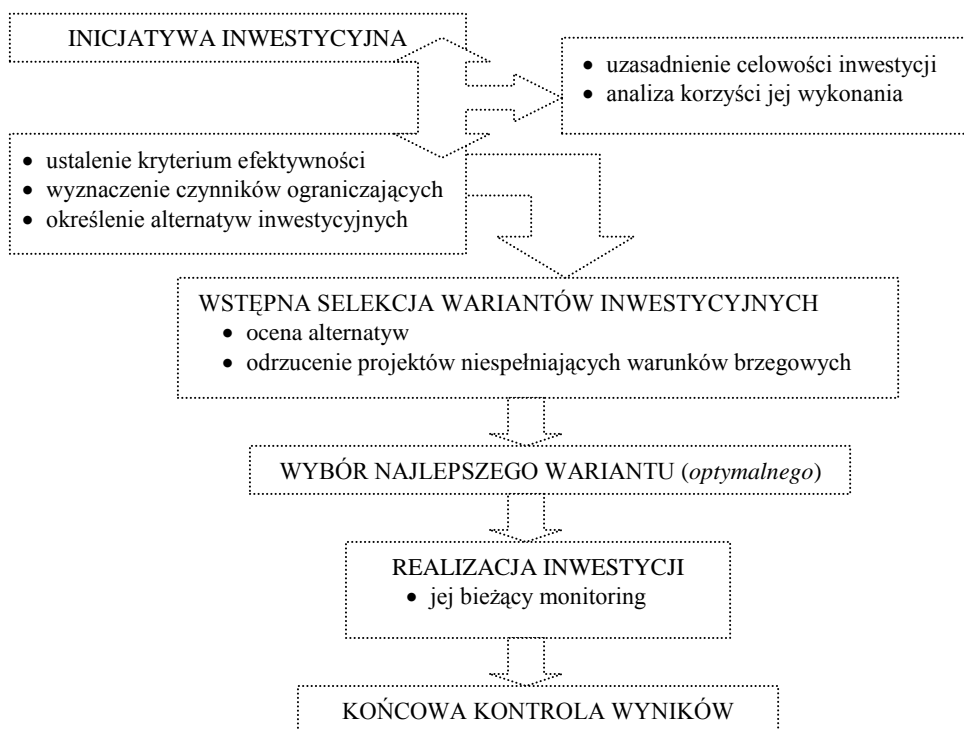 INICJATYWA INWESTYCYJNA
• uzasadnienie celowości inwestycji
• analiza korzyści jej wykonania
• ustalenie kryterium efektywności
• wyznaczenie czynników ograniczających
• określenie alternatyw inwestycyjnych
WSTĘPNA SELEKCJA WARIANTÓW INWESTYCYJNYCH
• ocena alternatyw
• odrzucenie projektów niespełniających warunków brzegowych
WYBÓR NAJLEPSZEGO WARIANTU (optymalnego)
REALIZACJA INWESTYCJI
• jej bieżący monitoring
KOŃCOWA KONTROLA WYNIKÓW